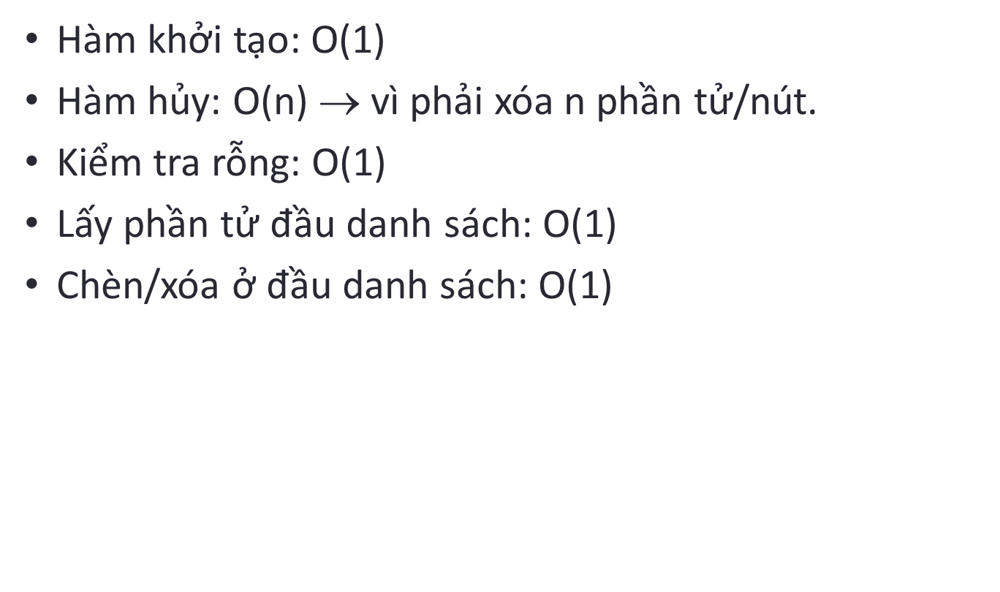 • Hàm khởi tạo: O(1)
• Hàm hủy: O(n) → vì phải xóa n phần tử/nút.
• Kiểm tra rỗng: O(1)
• Lấy phần tử đầu danh sách: O(1)
• Chèn/xóa ở đầu danh sách: O(1)